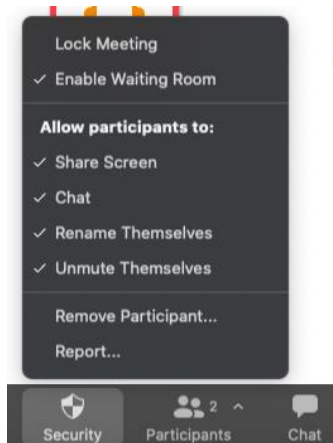 Lock Meeting
✓ Enable Waiting Room
Allow participants to:
✓ Share Screen
✓ Chat
✓ Rename Themselves
✓ Unmute Themselves
Remove Participant...
Report...
2
Security Participants Chat